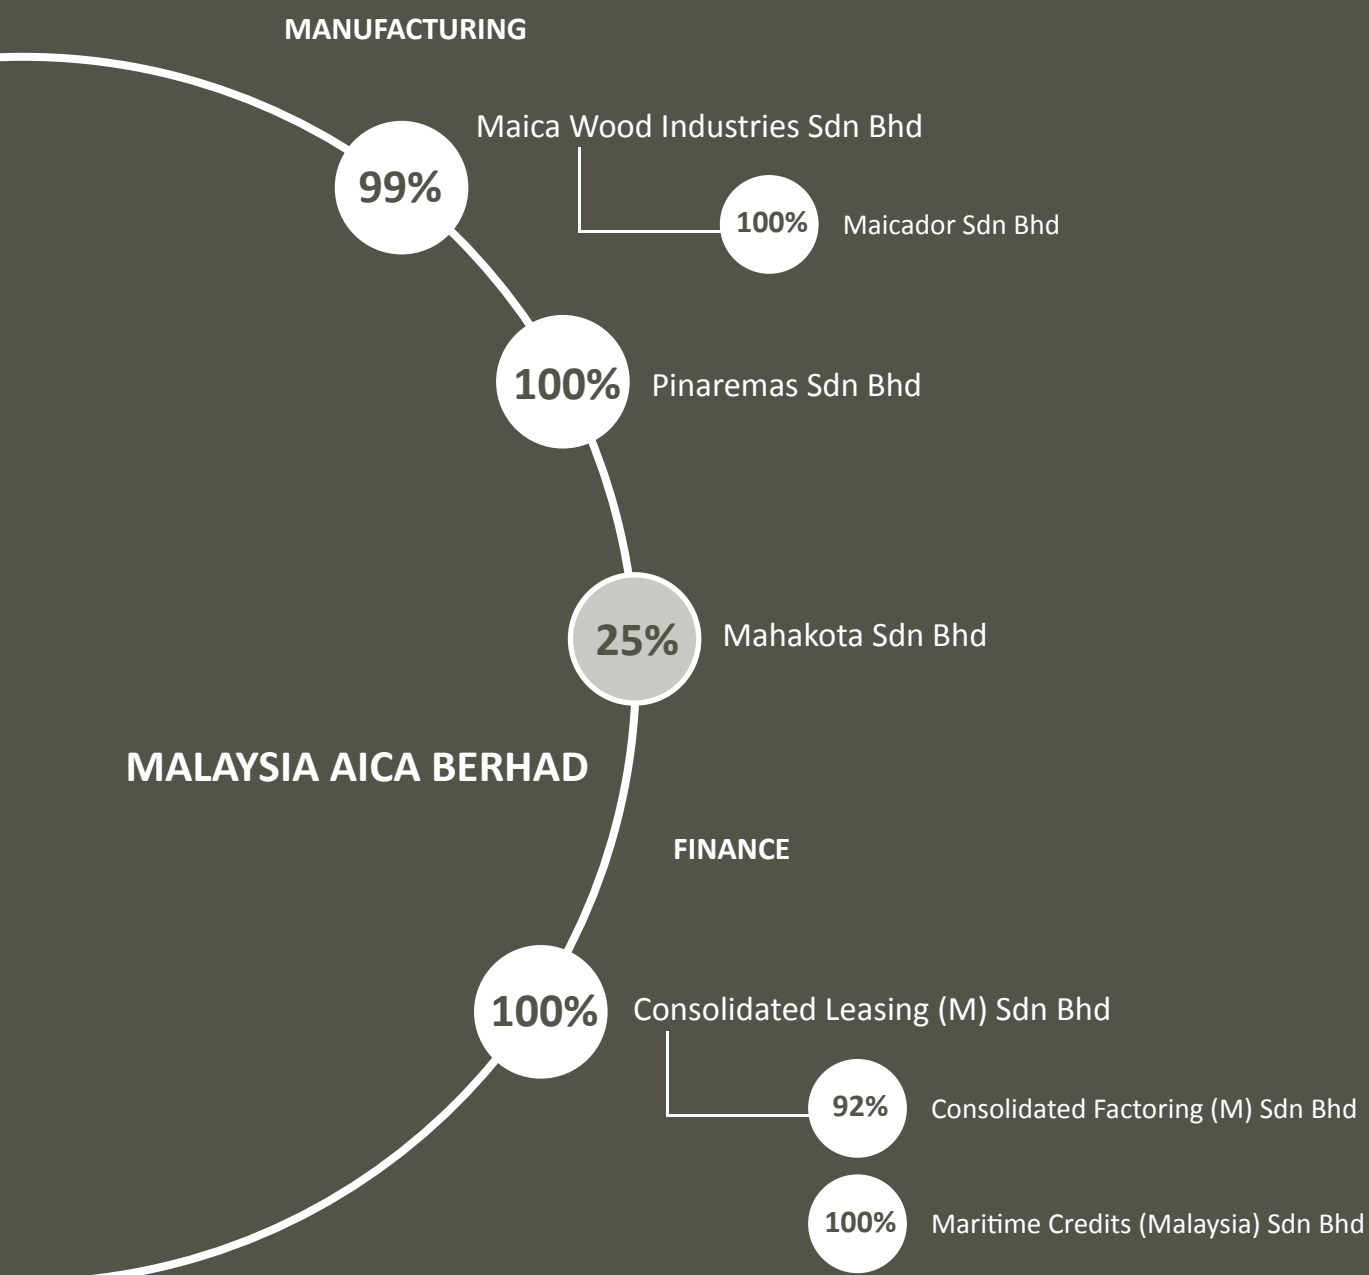 MANUFACTURING
Maica Wood Industries Sdn Bhd
99%
100%
Maicador Sdn Bhd
100%
Pinaremas Sdn Bhd
25%
Mahakota Sdn Bhd
MALAYSIA AICA BERHAD
FINANCE
100%
Consolidated Leasing (M) Sdn Bhd
92%
Consolidated Factoring (M) Sdn Bhd
100%
Maritime Credits (Malaysia) Sdn Bhd